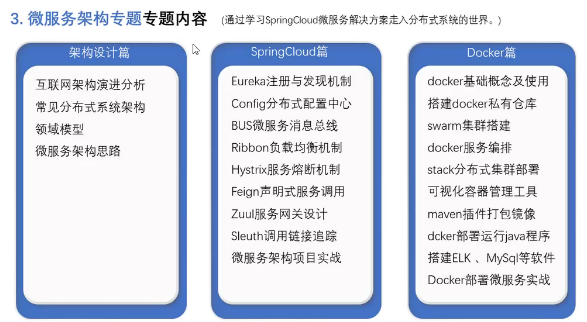 3. 微服务架构专题专题内容 (通过学习SpringCloud微服务解决方案走入分布式系统的世界。)
架构设计篇
互联网架构演进分析
常见分布式系统架构
领域模型
微服务架构思路
SpringCloud篇
Eureka注册与发现机制
Config分布式配置中心
BUS微服务消息总线
Ribbon负载均衡机制
Hystrix服务熔断机制
Feign声明式服务调用
Zuul服务网关设计
Sleuth调用链接追踪
微服务架构项目实战
Docker篇
docker基础概念及使用
搭建docker私有仓库
swarm集群搭建
docker服务编排
stack分布式集群部署
可视化容器管理工具
maven插件打包镜像
dcker部署运行java程序
搭建ELK 、MySql等软件
Docker部署微服务实战